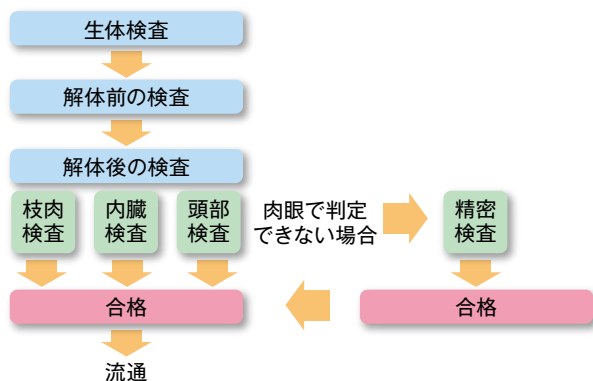 生体検査
解体前の検査
解体後の検査
枝肉
検査
内臓
検査
頭部
検査
肉眼で判定
できない場合
精密
検査
合格
合格
流通